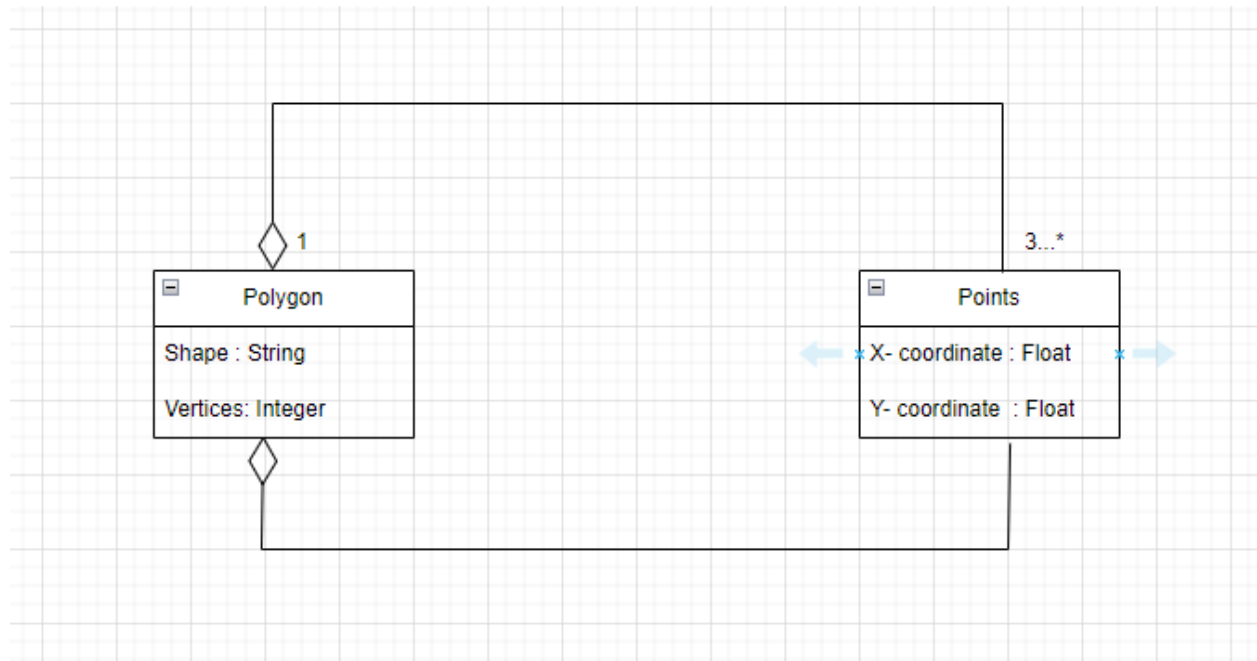 1
3...*
Polygon
Points
Shape : String
X- coordinate : Float
Vertices: Integer
Y- coordinate : Float